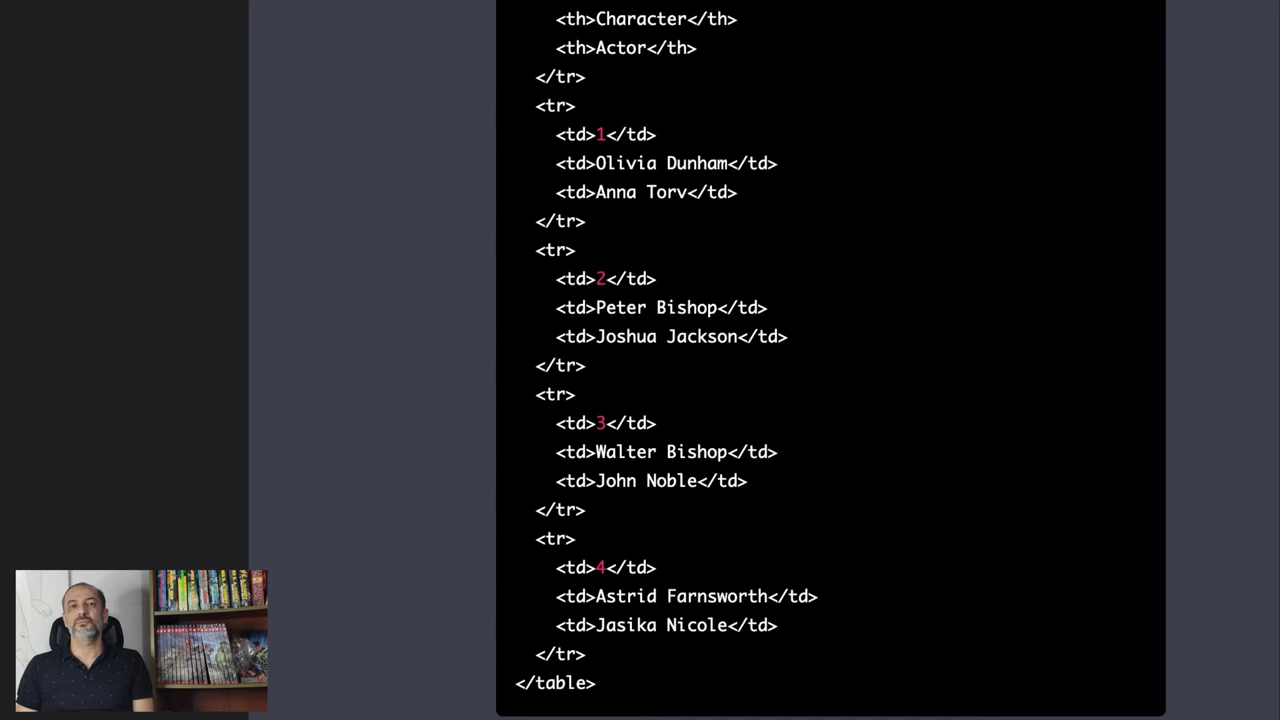 <th>Character</th>
<th>Actor</th>
</tr>
<tr>
<td>1</td>
<td>Olivia Dunham</td>
<td>Anna Torv</td>
</tr>
<tr>
<td>2</td>
<td>Peter Bishop</td>
<td>Joshua Jackson</td>
</tr>
<tr>
<td>3</td>
<td>Walter Bishop</td>
<td>John Noble</td>
</tr>
<tr>
<td>4</td>
<td>Astrid Farnsworth</td>
<td>Jasika Nicole</td>
</tr>
</table>